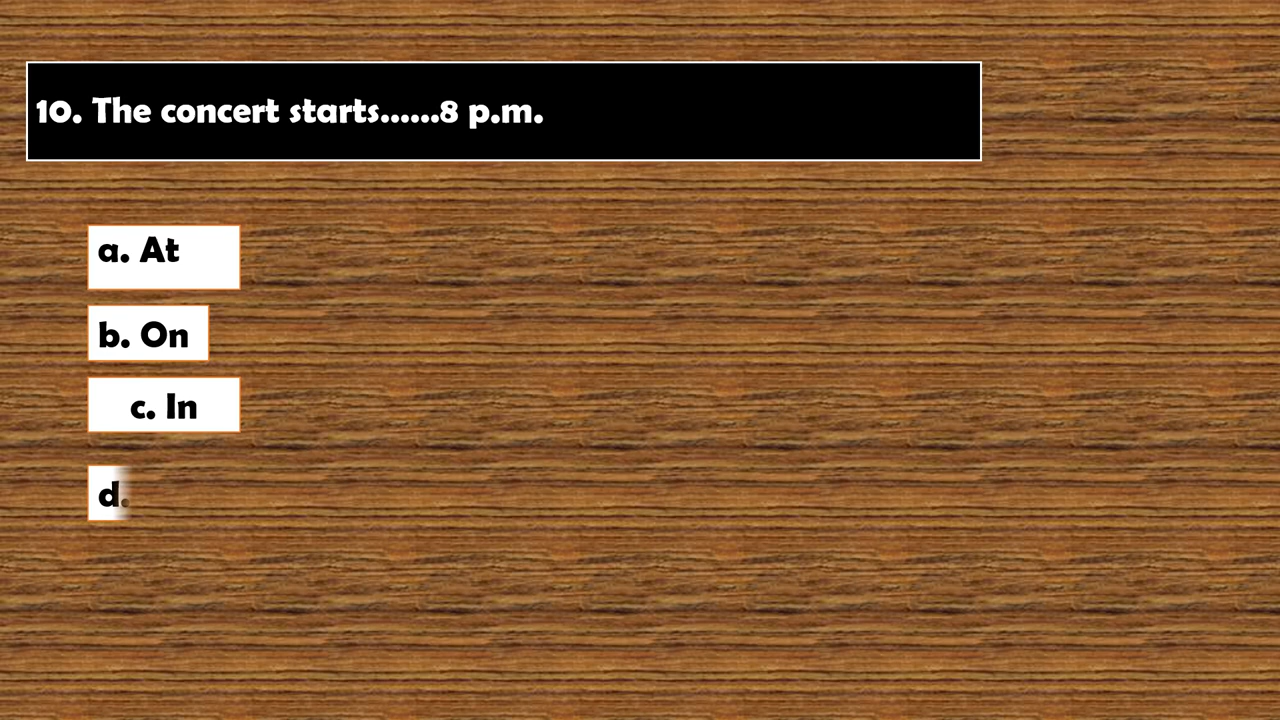 10. The concert starts......8 p.m.
a. At
b. On
c. In
d.